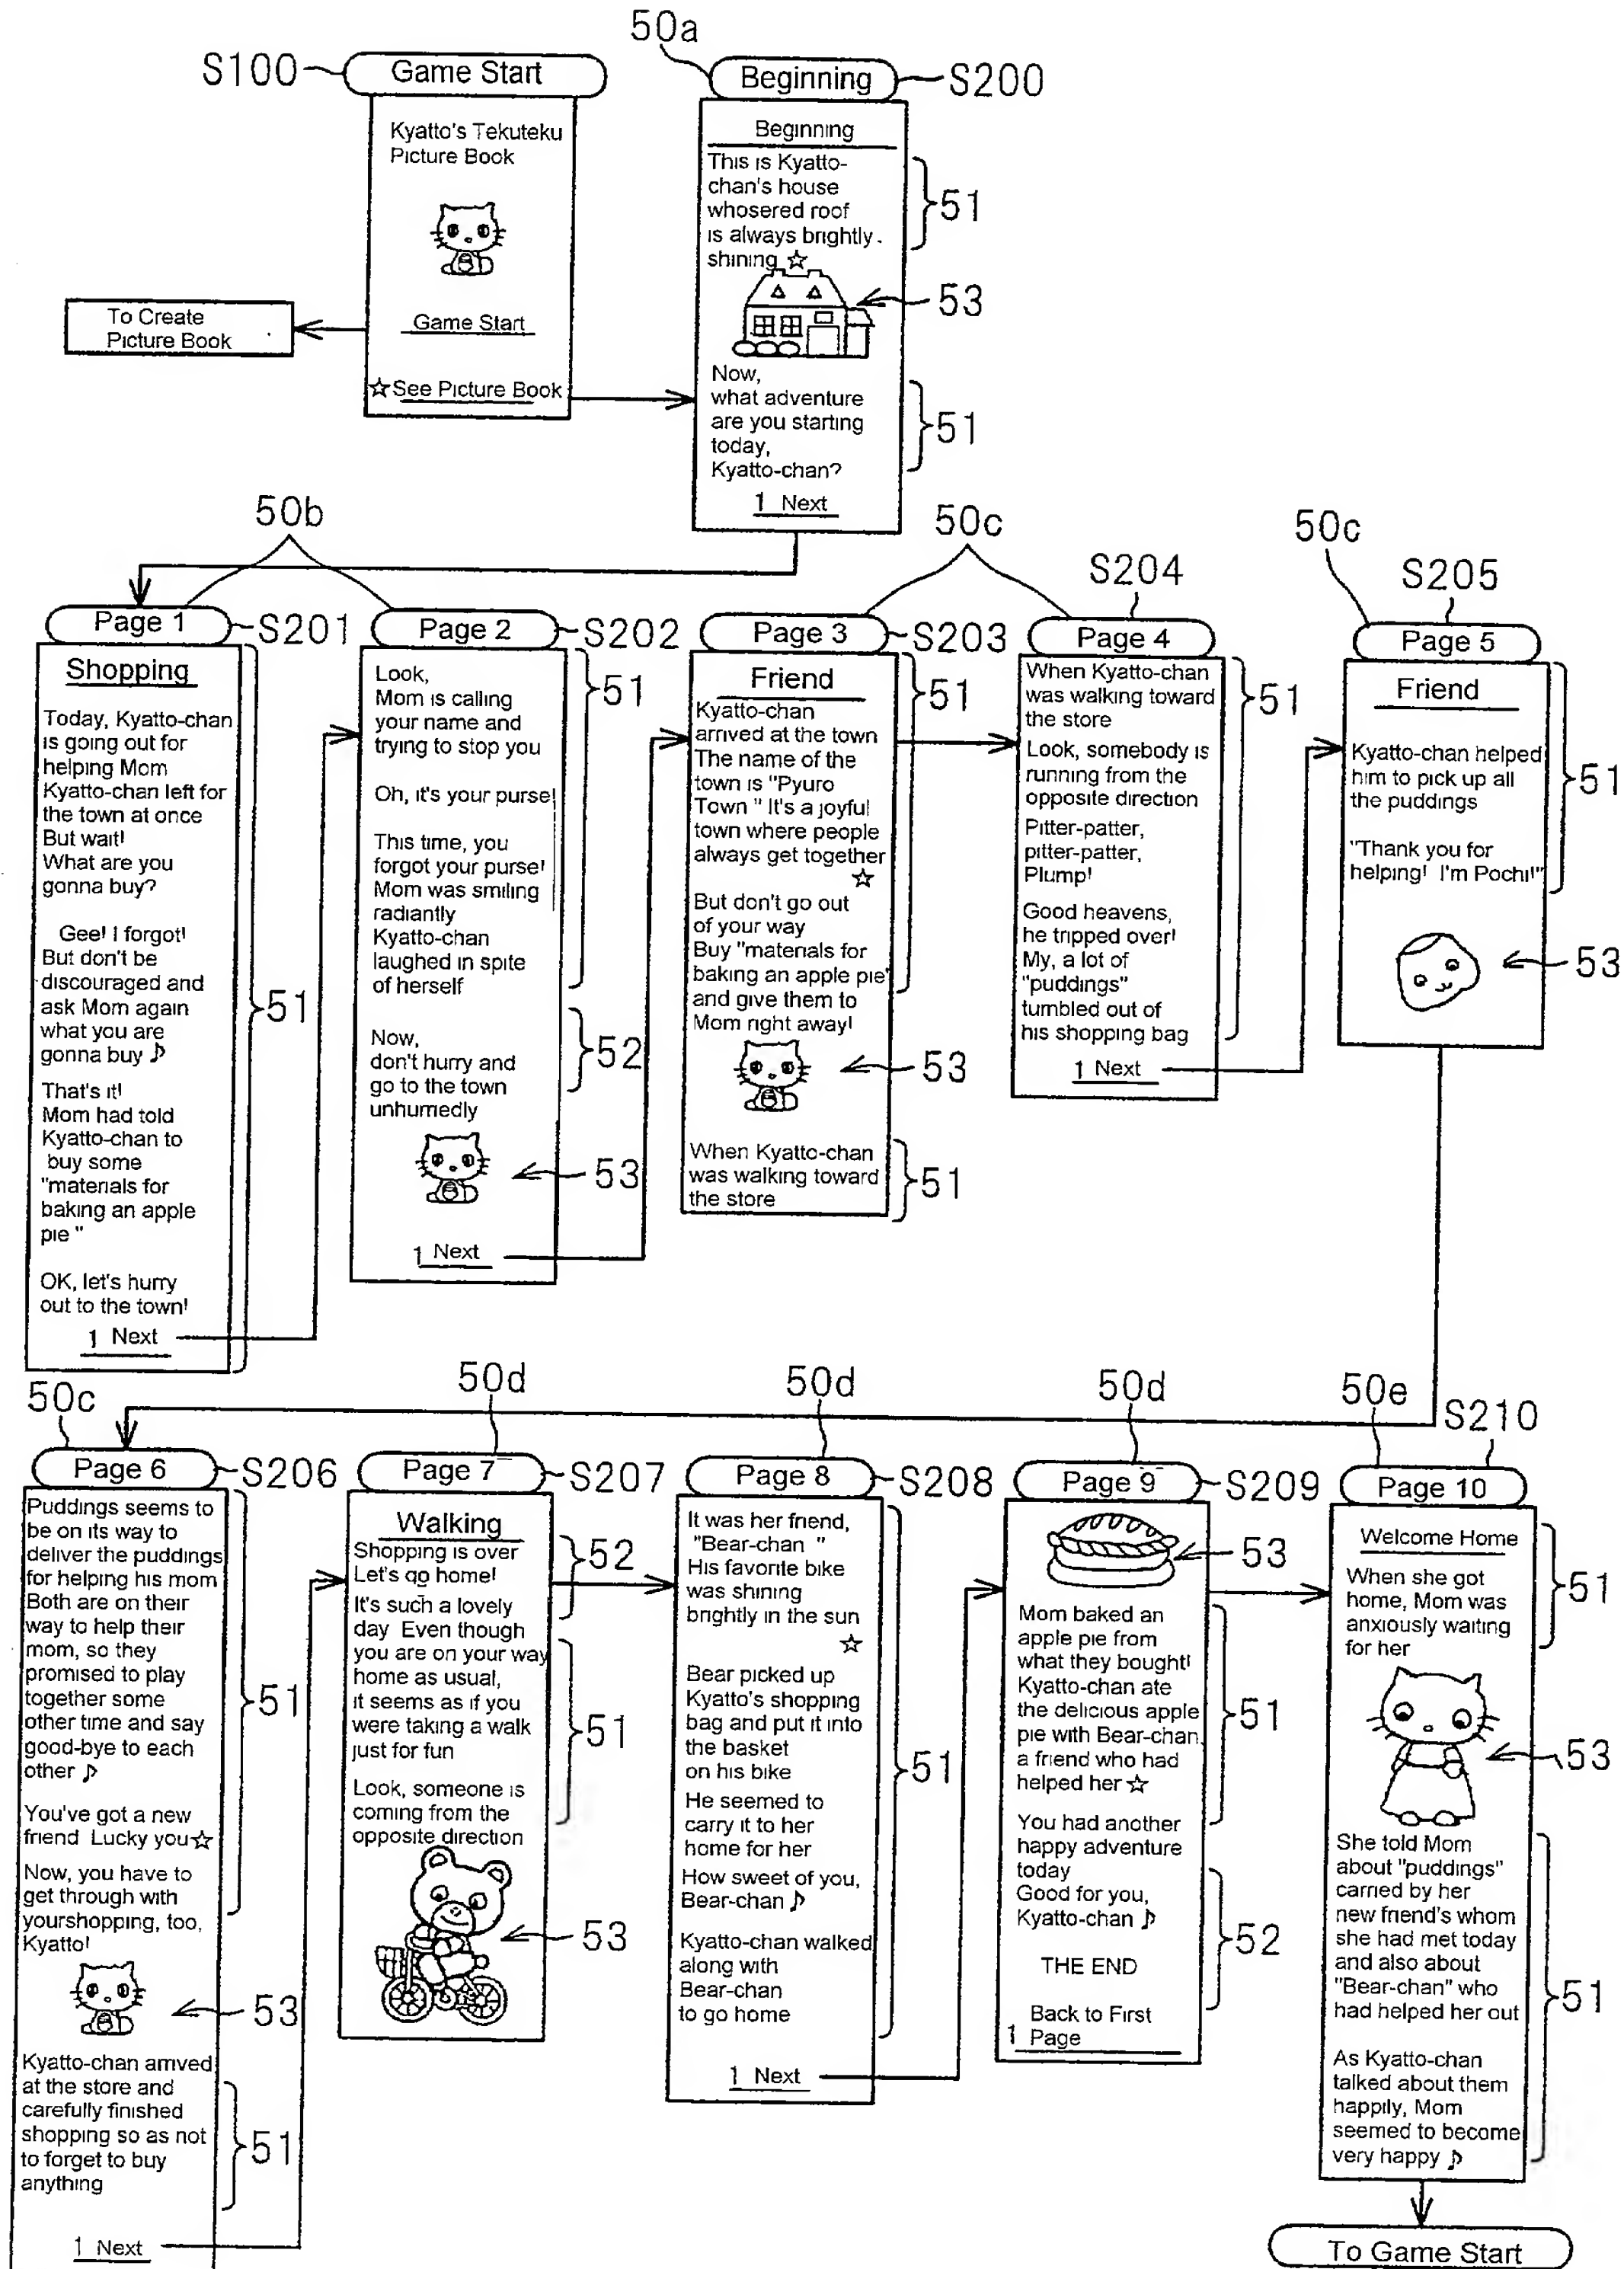 50a
S100
Game Start
Beginning
S200
Kyatto's Tekuteku
Picture Book
Game Start
☆See Picture Book
To Create
Picture Book
Beginning
This is Kyatto-
chan's house
whosered roof
is always brightly.
shining ☆
51
53
Now,
what adventure
are you starting
today,
Kyatto-chan?
51
1 Next
50b
Page 1
S201
Shopping
Today, Kyatto-chan
is going out for
helping Mom
Kyatto-chan left for
the town at once
But wait!
What are you
gonna buy?
Gee! I forgot!
But don't be
discouraged and
ask Mom again
what you are
gonna buy ♪
That's it!
Mom had told
Kyatto-chan to
buy some
"materials for
baking an apple
pie "
OK, let's hurry
out to the town!
1 Next
51
Page 2
S202
Look,
Mom is calling
your name and
trying to stop you
Oh, it's your purse!
This time, you
forgot your purse!
Mom was smiling
radiantly
Kyatto-chan
laughed in spite
of herself
51
Now,
don't hurry and
go to the town
unhurriedly
52
53
1 Next
50c
Page 3
S203
Friend
Kyatto-chan
arrived at the town
The name of the
town is "Pyuro
Town " It's a joyful
town where people
always get together
☆
But don't go out
of your way
Buy "materials for
baking an apple pie"
and give them to
Mom right away!
51
53
When Kyatto-chan
was walking toward
the store
51
S204
Page 4
When Kyatto-chan
was walking toward
the store
Look, somebody is
running from the
opposite direction
Pitter-patter,
pitter-patter,
Plump!
Good heavens,
he tripped over!
My, a lot of
"puddings"
tumbled out of
his shopping bag
51
1 Next
50c
S205
Page 5
Friend
Kyatto-chan helped
him to pick up all
the puddings
"Thank you for
helping! I'm Pochi!"
51
53
50c
Page 6
S206
Puddings seems to
be on its way to
deliver the puddings
for helping his mom
Both are on their
way to help their
mom, so they
promised to play
together some
other time and say
good-bye to each
other ♪
You've got a new
friend Lucky you☆
Now, you have to
get through with
yourshopping, too,
Kyatto!
51
53
Kyatto-chan arrived
at the store and
carefully finished
shopping so as not
to forget to buy
anything
51
1 Next
50d
Page 7
S207
Walking
Shopping is over
Let's go home!
52
It's such a lovely
day Even though
you are on your way
home as usual,
it seems as if you
were taking a walk
just for fun
Look, someone is
coming from the
opposite direction
51
53
50d
Page 8
S208
It was her friend,
"Bear-chan "
His favorite bike
was shining
brightly in the sun
☆
Bear picked up
Kyatto's shopping
bag and put it into
the basket
on his bike
He seemed to
carry it to her
home for her
How sweet of you,
Bear-chan ♪
Kyatto-chan walked
along with
Bear-chan
to go home
51
1 Next
50d
Page 9
S209
53
Mom baked an
apple pie from
what they bought!
Kyatto-chan ate
the delicious apple
pie with Bear-chan,
a friend who had
helped her ☆
51
You had another
happy adventure
today
Good for you,
Kyatto-chan ♪
THE END
52
Back to First
1 Page
50e
S210
Page 10
Welcome Home
When she got
home, Mom was
anxiously waiting
for her
51
53
She told Mom
about "puddings"
carried by her
new friend's whom
she had met today
and also about
"Bear-chan" who
had helped her out
As Kyatto-chan
talked about them
happily, Mom
seemed to become
very happy ♪
51
To Game Start